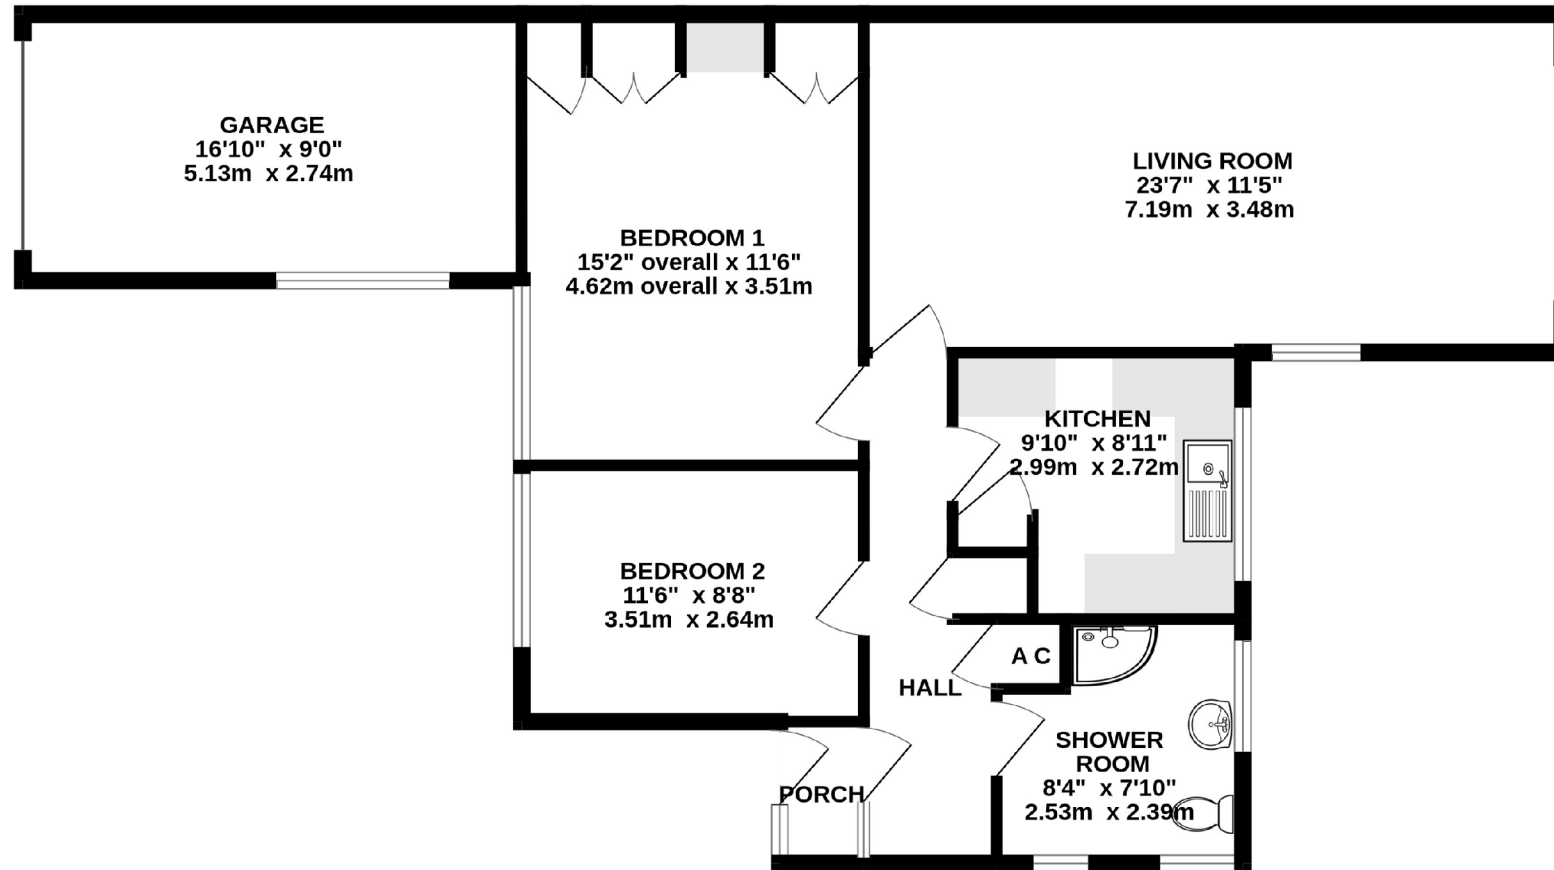 GARAGE
16'10" x 9'0"
5.13m x 2.74m
LIVING ROOM
23'7" x 11'5"
7.19m x 3.48m
BEDROOM 1
15'2" overall x 11'6"
4.62m overall x 3.51m
KITCHEN
9'10" x 8'11"
2.99m x 2.72m
BEDROOM 2
11'6" x 8'8"
3.51m x 2.64m
A C
HALL
SHOWER
ROOM
8'4" x 7'10"
2.53m x 2.39m
PORCH